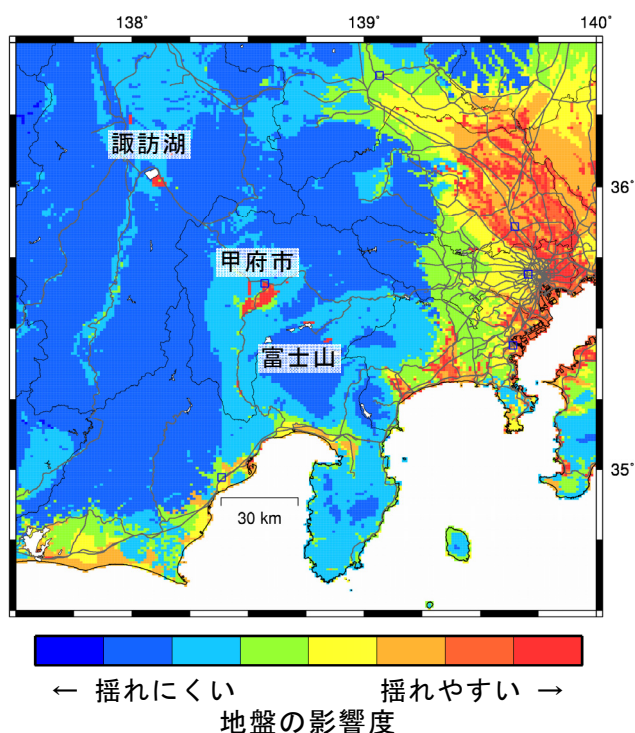 138° 139° 140°
諏訪湖
36°
甲府市
富士山
35°
30 km
← 揺れにくい 揺れやすい →
地盤の影響度